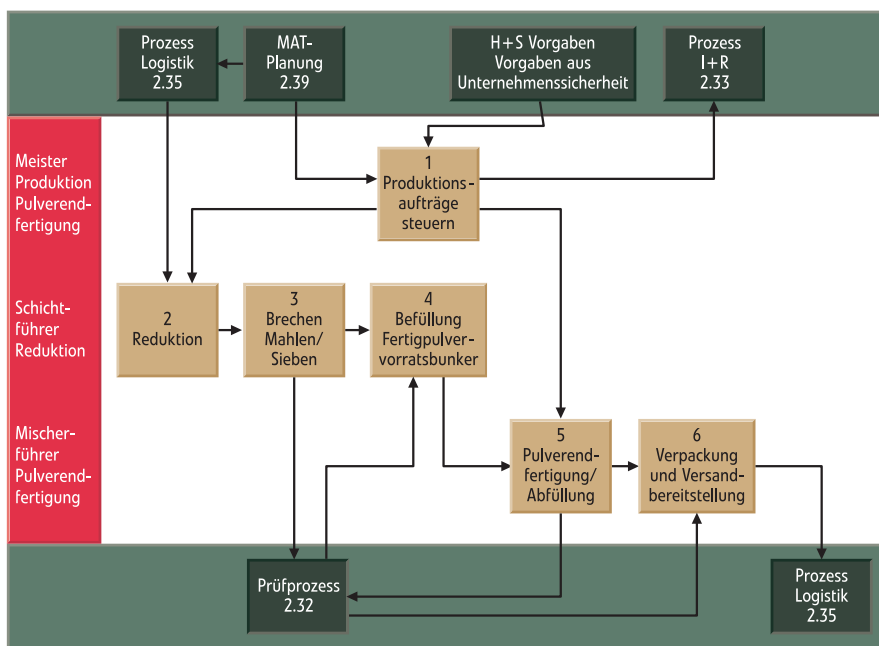 Prozess
Logistik
2.35
MAT-
Planung
2.39
H+S Vorgaben
Vorgaben aus
Unternehmenssicherheit
Prozess
I+R
2.33
Meister
Produktion
Pulverend-
fertigung
1
Produktions-
aufträge
steuern
Schicht-
führer
Reduktion
2
Reduktion
3
Brechen
Mahlen/
Sieben
4
Befüllung
Fertigpulver-
vorratsbunker
Mischer-
führer
Pulverend-
fertigung
5
Pulverend-
fertigung/
Abfüllung
6
Verpackung
und Versand-
bereitstellung
Prüfprozess
2.32
Prozess
Logistik
2.35